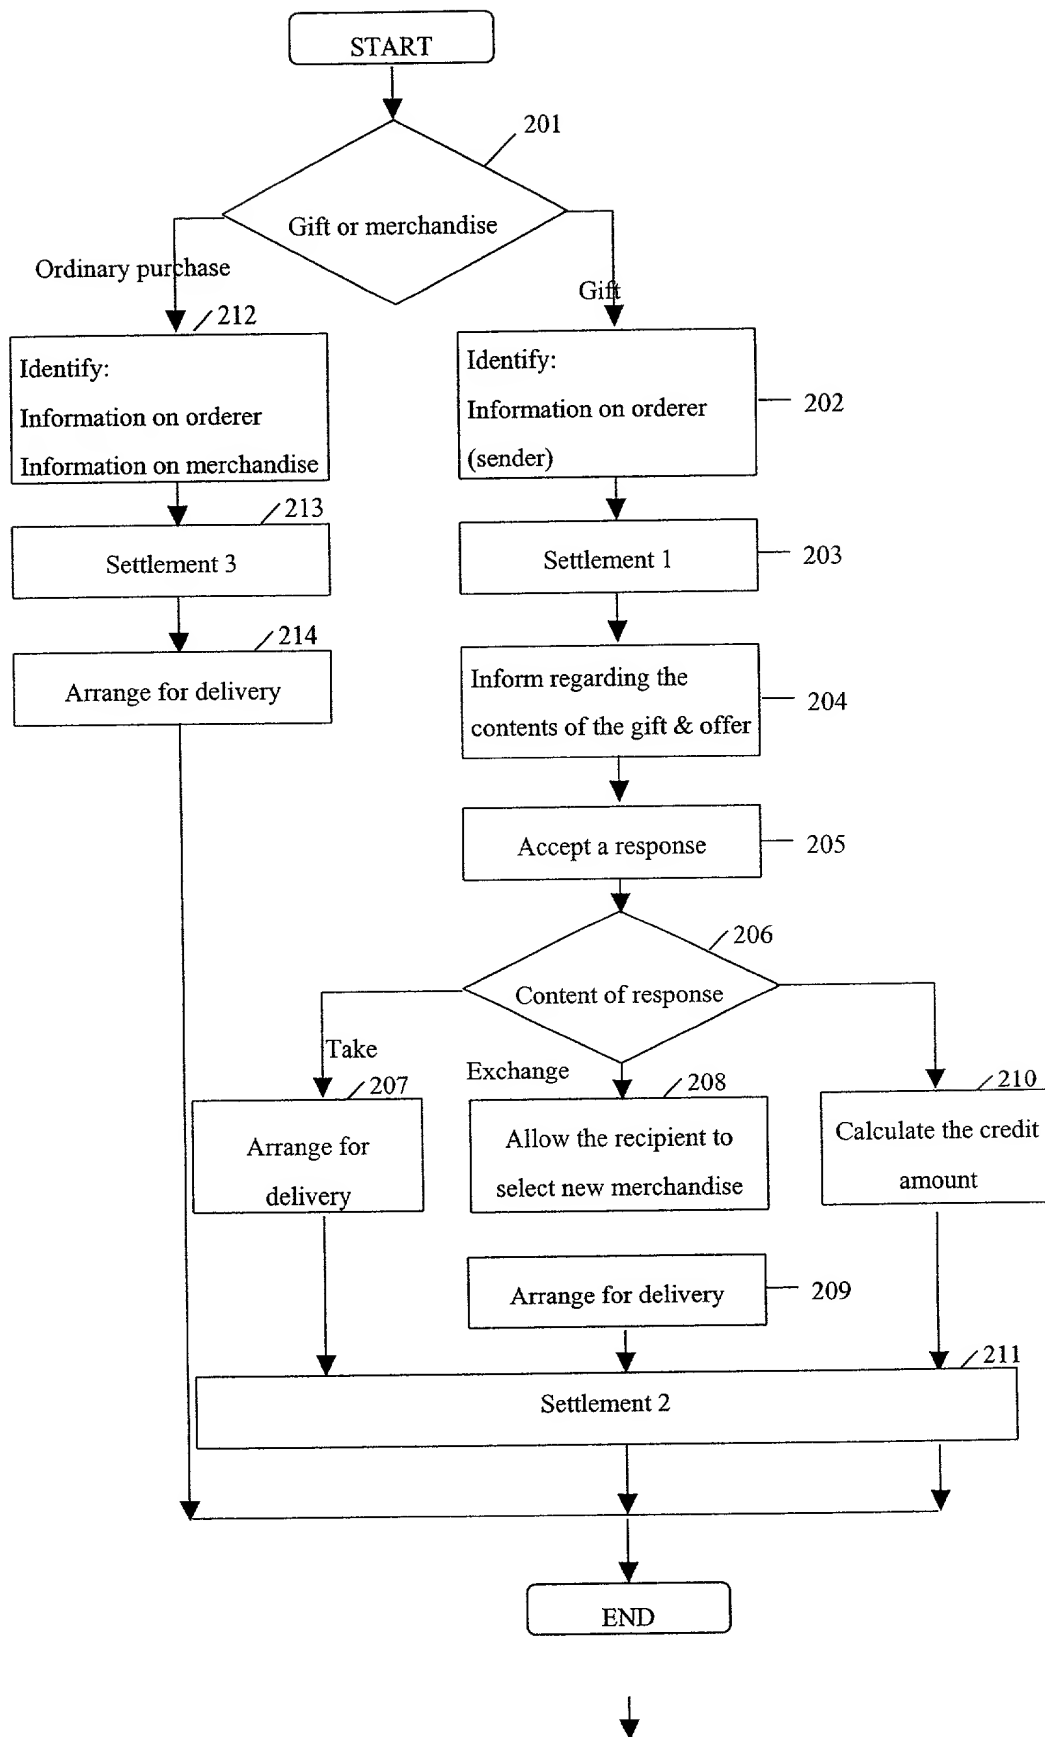 START
201
Gift or merchandise
Ordinary purchase
Gift
212
Identify:
Information on orderer
Information on merchandise
Identify:
Information on orderer
(sender)
202
213
Settlement 3
Settlement 1
203
214
Arrange for delivery
Inform regarding the
contents of the gift & offer
204
Accept a response
205
206
Content of response
Take
Exchange
207
Arrange for
delivery
208
Allow the recipient to
select new merchandise
210
Calculate the credit
amount
Arrange for delivery
209
211
Settlement 2
END